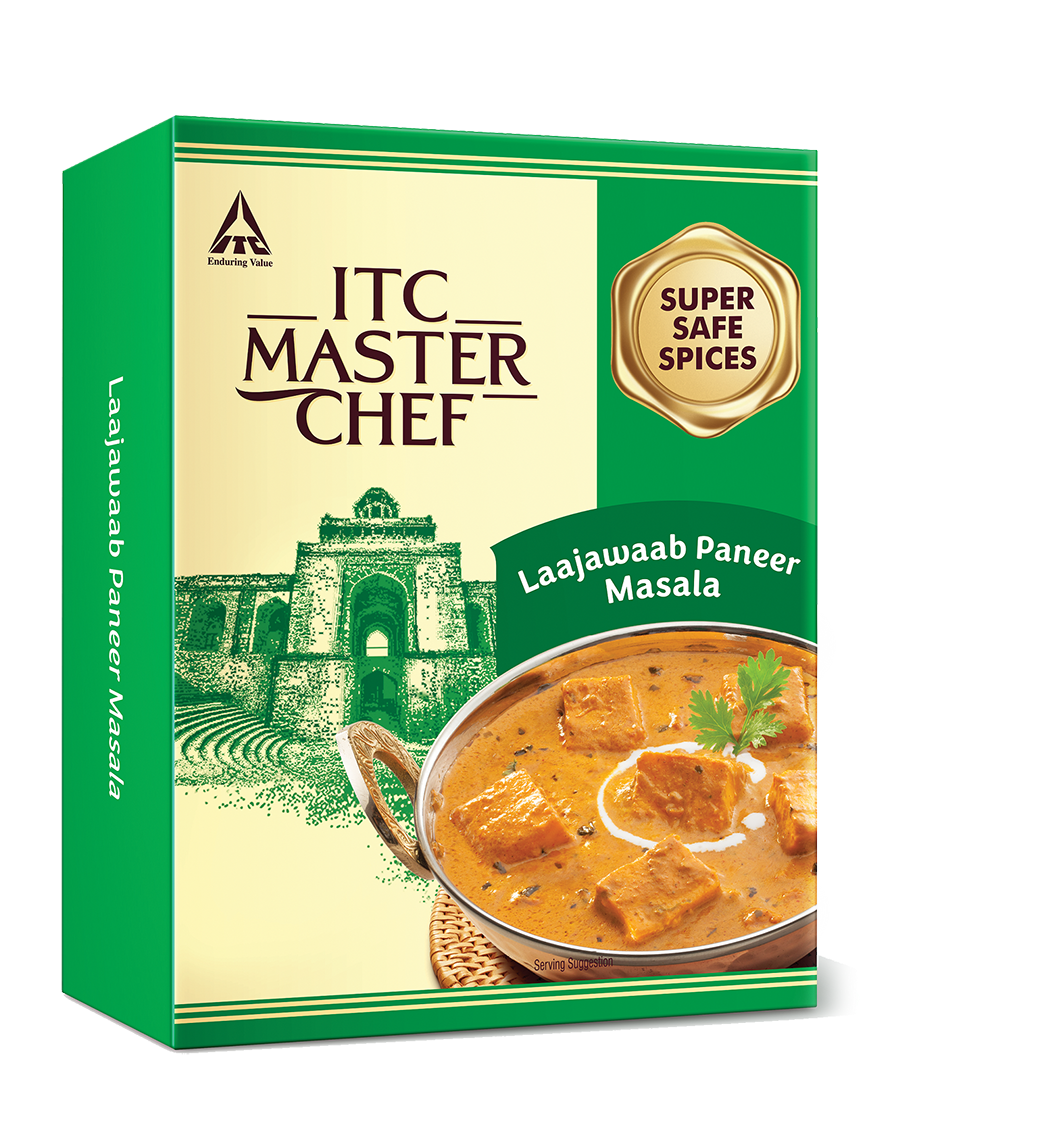 ITC
Enduring Value
ITC
MASTER
CHEF
SUPER
SAFE
SPICES
Laajawaab Paneer
Masala
Serving Suggestion
Laajawaab Paneer Masala